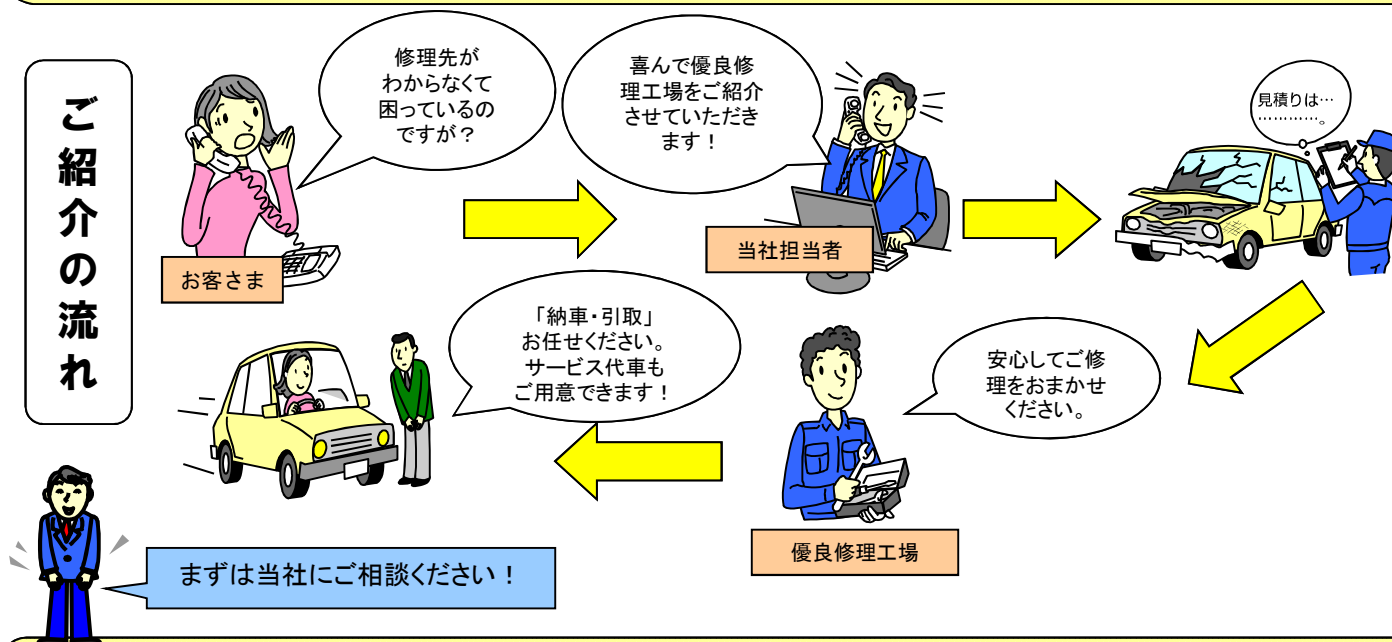 ご紹介の流れ
修理先が
わからなくて
困っているの
ですが？
お客さま
喜んで優良修
理工場をご紹介
させていただき
ます！
当社担当者
見積りは…
…………。
安心してご修
理をおまかせ
ください。
優良修理工場
「納車・引取」
お任せください。
サービス代車も
ご用意できます！
まずは当社にご相談ください！